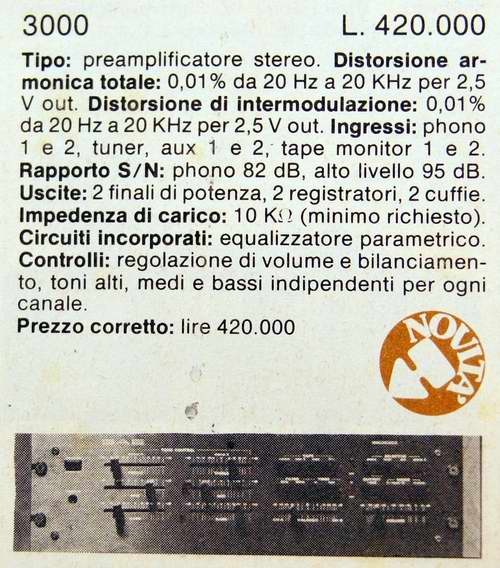 3000 L. 420.000
Tipo: preamplificatore stereo. Distorsione ar-
monica totale: 0,01% da 20 Hz a 20 KHz per 2,5
V out. Distorsione di intermodulazione: 0,01%
da 20 Hz a 20 KHz per 2,5 V out. Ingressi: phono
1 e 2, tuner, aux 1 e 2, tape monitor 1 e 2.
Rapporto S/N: phono 82 dB, alto livello 95 dB.
Uscite: 2 finali di potenza, 2 registratori, 2 cuffie.
Impedenza di carico: 10 KΩ (minimo richiesto).
Circuiti incorporati: equalizzatore parametrico.
Controlli: regolazione di volume e bilanciamen-
to, toni alti, medi e bassi indipendenti per ogni
canale.
Prezzo corretto: lire 420.000
NOVITA'